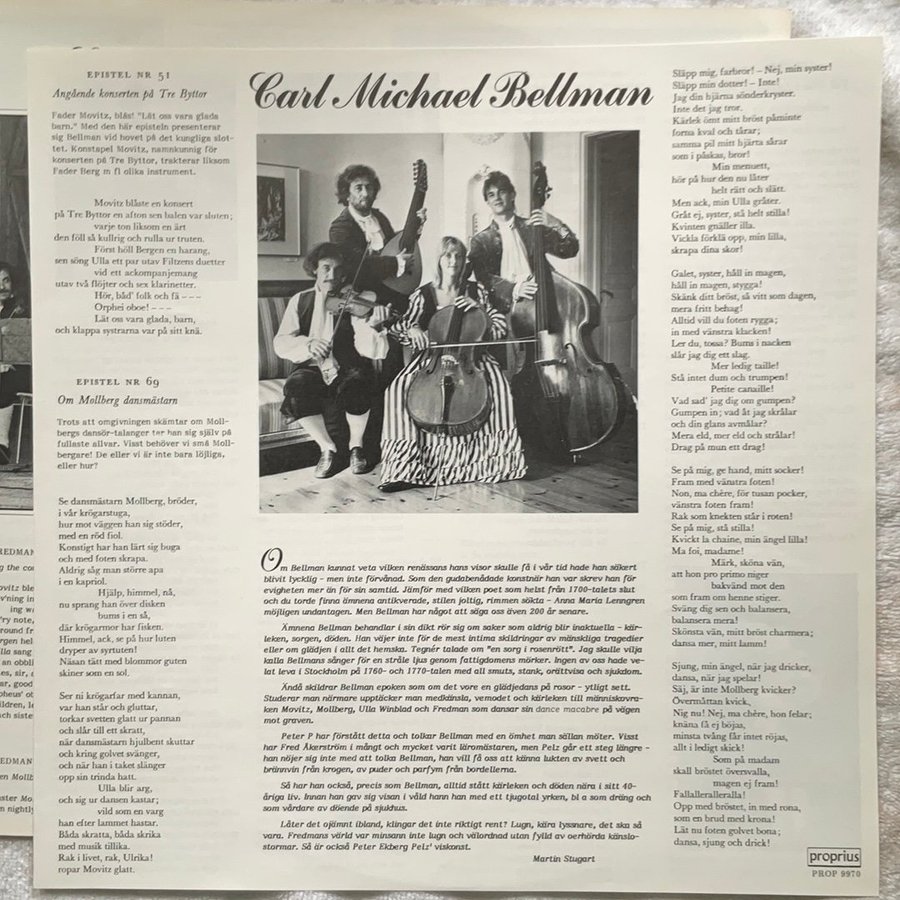 EPISTEL NR 51
Angående konserten på Tre Byttor
Fader Movitz, blås! "Låt oss vara glada
barn." Med den här episteln presenterar
sig Bellman vid hovet på det kungliga slot-
tet. Konstapel Movitz, namnkunnig för
konserten på Tre Byttor, trakterar liksom
Fader Berg m fl olika instrument.
Movitz blåste en konsert
på Tre Byttor en afton sen balen var sluten;
varje ton liksom en ärt
den föll så kullrig och rulla ur truten.
Först höll Bergen en harang,
sen söng Ulla ett par utav Filtzens duetter
vid ett ackompanjemang
utav två flöjter och sex klarinetter.
Hör, båd' folk och fä – – –
Orphei oboe! – – –
Låt oss vara glada, barn,
och klappa systrarna var på sitt knä.
EPISTEL NR 69
Om Mollberg dansmästarn
Trots att omgivningen skämtar om Moll-
bergs dansör-talanger tar han sig själv på
fullaste allvar. Visst behöver vi små Moll-
bergare! De eller vi är inte bara löjliga,
eller hur?
Se dansmästarn Mollberg, bröder,
i vår krögarstuga,
hur mot väggen han sig stöder,
med en röd fiol.
Konstigt har han lärt sig buga
och med foten skrapa.
Aldrig såg man större apa
i en kapriol.
Hjälp, himmel, nå,
nu sprang han över disken
bums i en så,
där krögarmor har fisken.
Himmel, ack, se på hur luten
dryper av syrtuten!
Näsan tätt med blommor guten
skiner som en sol.
Ser ni krögarfar med kannan,
var han står och gluttar,
torkar svetten glatt ur pannan
och slår till ett skratt,
när dansmästarn hjulbent skuttar
och kring golvet svänger,
och när han i taket slänger
opp sin trinda hatt.
Ulla blir arg,
och sig ur dansen kastar;
vild som en varg
han efter lammet hastar.
Båda skratta, båda skrika
med musik tillika.
Rak i livet, rak, Ulrika!
ropar Movitz glatt.
Carl Michael Bellman
Om Bellman kunnat veta vilken renässans hans visor skulle få i vår tid hade han säkert
blivit lycklig – men inte förvånad. Som den gudabenådade konstnär han var skrev han för
evigheten mer än för sin samtid. Jämför med vilken poet som helst från 1700-talets slut
och du torde finna ämnena antikverade, stilen joltig, rimmen sökta – Anna Maria Lenngren
möjligen undantagen. Men Bellman har något att säga oss även 200 år senare.
Ämnena Bellman behandlar i sin dikt rör sig om saker som aldrig blir inaktuella – kär-
leken, sorgen, döden. Han väjer inte för de mest intima skildringar av mänskliga tragedier
eller om glädjen i allt det hemska. Tegnér talade om "en sorg i rosenrött". Jag skulle vilja
kalla Bellmans sånger för en stråle ljus genom fattigdomens mörker. Ingen av oss hade ve-
lat leva i Stockholm på 1760- och 1770-talen med all smuts, stank, orättvisa och sjukdom.
Ändå skildrar Bellman epoken som om det vore en glädjedans på rosor – ytligt sett.
Studerar man närmare upptäcker man medkänsla, vemodet och kärleken till människovra-
ken Movitz, Mollberg, Ulla Winblad och Fredman som dansar sin dance macabre på vägen
mot graven.
Peter P har förstått detta och tolkar Bellman med en ömhet man sällan möter. Visst
har Fred Åkerström i mångt och mycket varit läromästaren, men Pelz går ett steg längre –
han nöjer sig inte med att tolka Bellman, han vill få oss att känna lukten av svett och
brännvin från krogen, av puder och parfym från bordellerna.
Så har han också, precis som Bellman, alltid stått kärleken och döden nära i sitt 40-
åriga liv. Innan han gav sig visan i våld hann han med ett tjugotal yrken, bl a som dräng och
som vårdare av döende på sjukhus.
Låter det ojämnt ibland, klingar det inte riktigt rent? Lugn, kära lyssnare, det ska så
vara. Fredmans värld var minsann inte lugn och välordnad utan fylld av oerhörda känslo-
stormar. Så är också Peter Ekberg Pelz' viskonst.
Martin Stugart
Släpp mig, farbror! – Nej, min syster!
Släpp min dotter! – Inte!
Jag din hjärna sönderkryster.
Inte det jag tror.
Kärlek ömt mitt bröst påminte
forna kval och tårar;
samma pil mitt hjärta sårar
som i påskas, bror!
Min menuett,
hör på hur den nu låter
helt rätt och slätt.
Men ack, min Ulla gråter.
Gråt ej, syster, stå helt stilla!
Kvinten gnäller illa.
Vickla förklä opp, min lilla,
skrapa dina skor!
Galet, syster, håll in magen,
håll in magen, stygga!
Skänk ditt bröst, så vitt som dagen,
mera fritt behag!
Alltid vill du foten rygga;
in med vänstra klacken!
Ler du, tossa? Bums i nacken
slår jag dig ett slag.
Mer ledig taille!
Stå intet dum och trumpen!
Petite canaille!
Vad sad' jag dig om gumpen?
Gumpen in; vad åt jag skrålar
och din glans avmålar?
Mera eld, mer eld och strålar!
Drag på mun ett drag!
Se på mig, ge hand, mitt socker!
Fram med vänstra foten!
Non, ma chère, för tusan pocker,
vänstra foten fram!
Rak som knekten står i roten!
Se på mig, stå stilla!
Kvickt la chaine, min ängel lilla!
Ma foi, madame!
Märk, sköna vän,
att hon pro primo niger
bakvänd mot den
som fram om henne stiger.
Sväng dig sen och balansera,
balansera mera!
Skönsta vän, mitt bröst charmera;
dansa mer, mitt lamm!
Sjung, min ängel, när jag dricker,
dansa, när jag spelar!
Säj, är inte Mollberg kvicker?
Övermåttan kvick.
Nig nu! Nej, ma chère, hon felar;
knäna få ej böjas,
minsta tvång får intet röjas,
allt i ledigt skick!
Som på madam
skall bröstet översvalla,
magen ej fram!
Fallalleralleralla!
Opp med bröstet, in med rona,
som en brud med krona!
Låt nu foten golvet bona;
dansa, sjung och drick!
proprius
PROP 9970